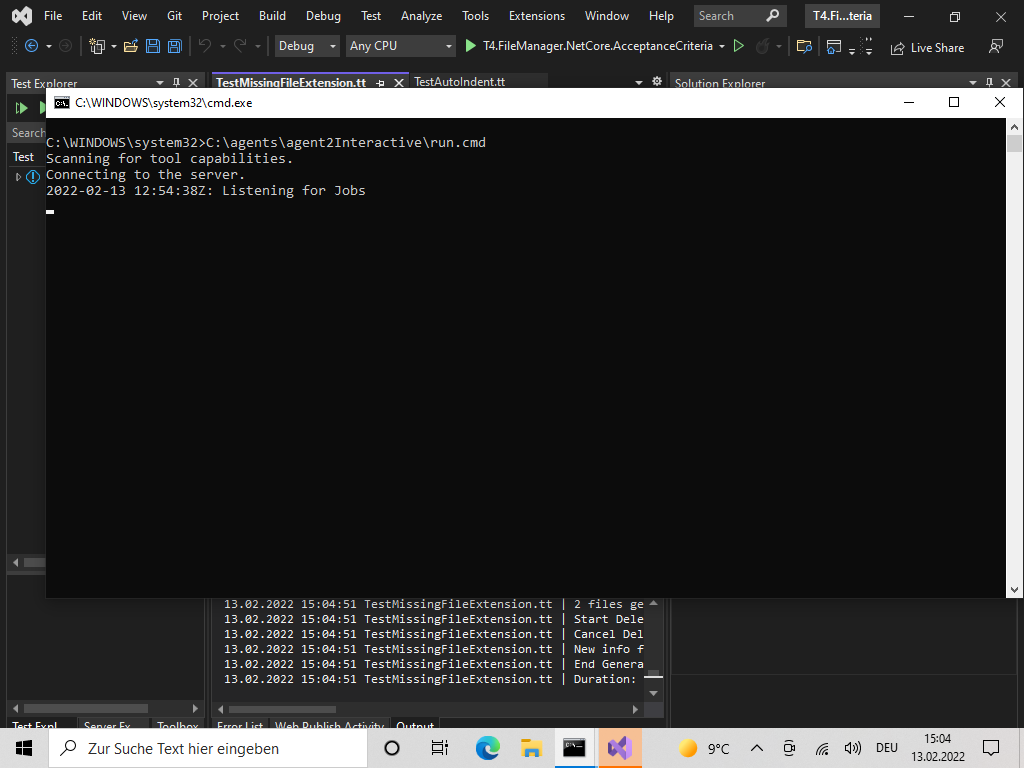 File Edit View Git Project Build Debug Test Analyze Tools Extensions Window Help Search T4.Fi...teria
Debug Any CPU T4.FileManager.NetCore.AcceptanceCriteria Live Share
Test Explorer TestMissingFileExtension.tt TestAutoIndent.tt Solution Explorer
C:\WINDOWS\system32\cmd.exe
Search
Test
C:\WINDOWS\system32>C:\agents\agent2Interactive\run.cmd
Scanning for tool capabilities.
Connecting to the server.
2022-02-13 12:54:38Z: Listening for Jobs
13.02.2022 15:04:51 TestMissingFileExtension.tt | 2 files ge
13.02.2022 15:04:51 TestMissingFileExtension.tt | Start Dele
13.02.2022 15:04:51 TestMissingFileExtension.tt | Cancel Del
13.02.2022 15:04:51 TestMissingFileExtension.tt | New info f
13.02.2022 15:04:51 TestMissingFileExtension.tt | End Genera
13.02.2022 15:04:51 TestMissingFileExtension.tt | Duration:
Test Expl... Server Ex... Toolbox Error List Web Publish Activity Output
Zur Suche Text hier eingeben 9°C DEU 15:04
13.02.2022